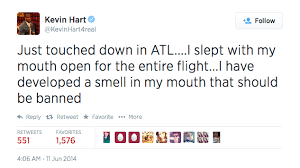 Kevin Hart
@KevinHart4real
Follow
Just touched down in ATL....I slept with my
mouth open for the entire flight...I have
developed a smell in my mouth that should
be banned
Reply Retweet Favorite More
RETWEETS FAVORITES
551 1,576
4:06 AM - 11 Jun 2014